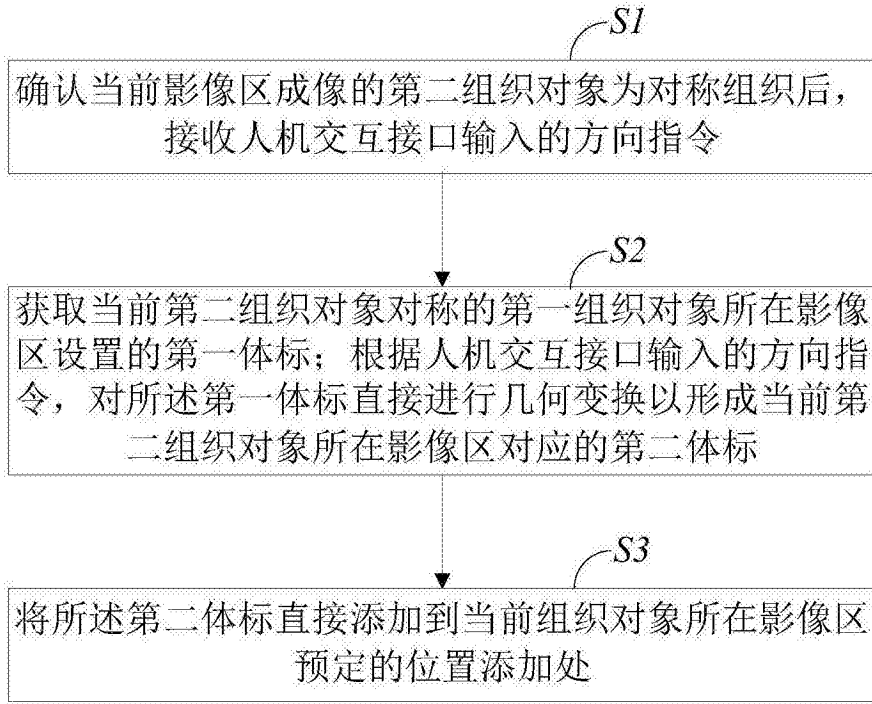 S1
确认当前影像区成像的第二组织对象为对称组织后，
接收人机交互接口输入的方向指令
S2
获取当前第二组织对象对称的第一组织对象所在影像
区设置的第一体标；根据人机交互接口输入的方向指
令，对所述第一体标直接进行几何变换以形成当前第
二组织对象所在影像区对应的第二体标
S3
将所述第二体标直接添加到当前组织对象所在影像区
预定的位置添加处